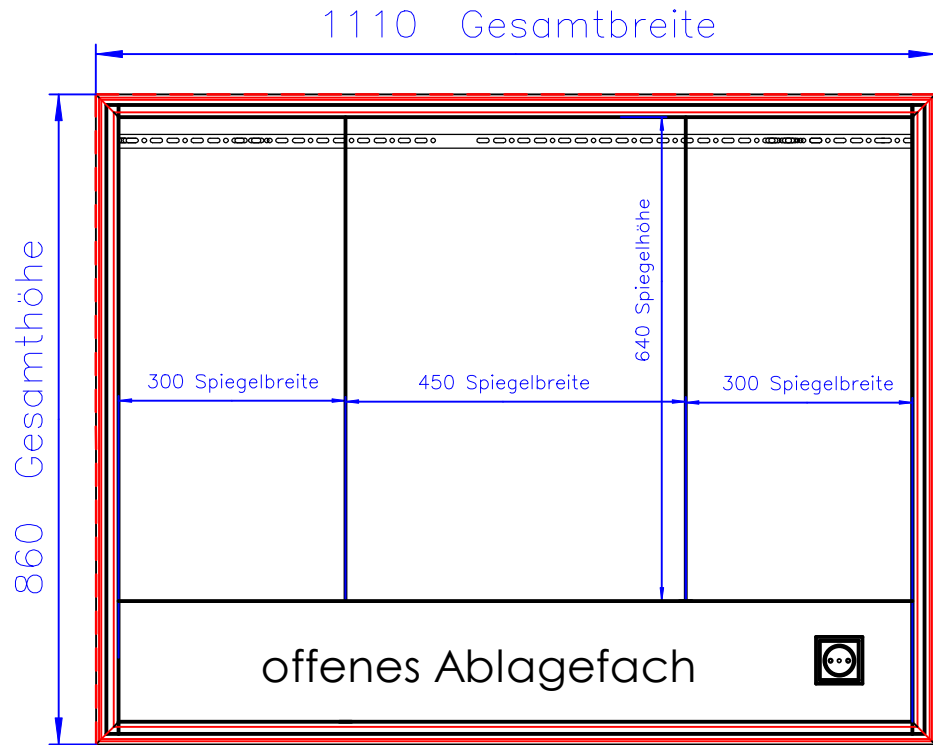 1110 Gesamtbreite
860 Gesamthöhe
640 Spiegelhöhe
300 Spiegelbreite
450 Spiegelbreite
300 Spiegelbreite
offenes Ablagefach